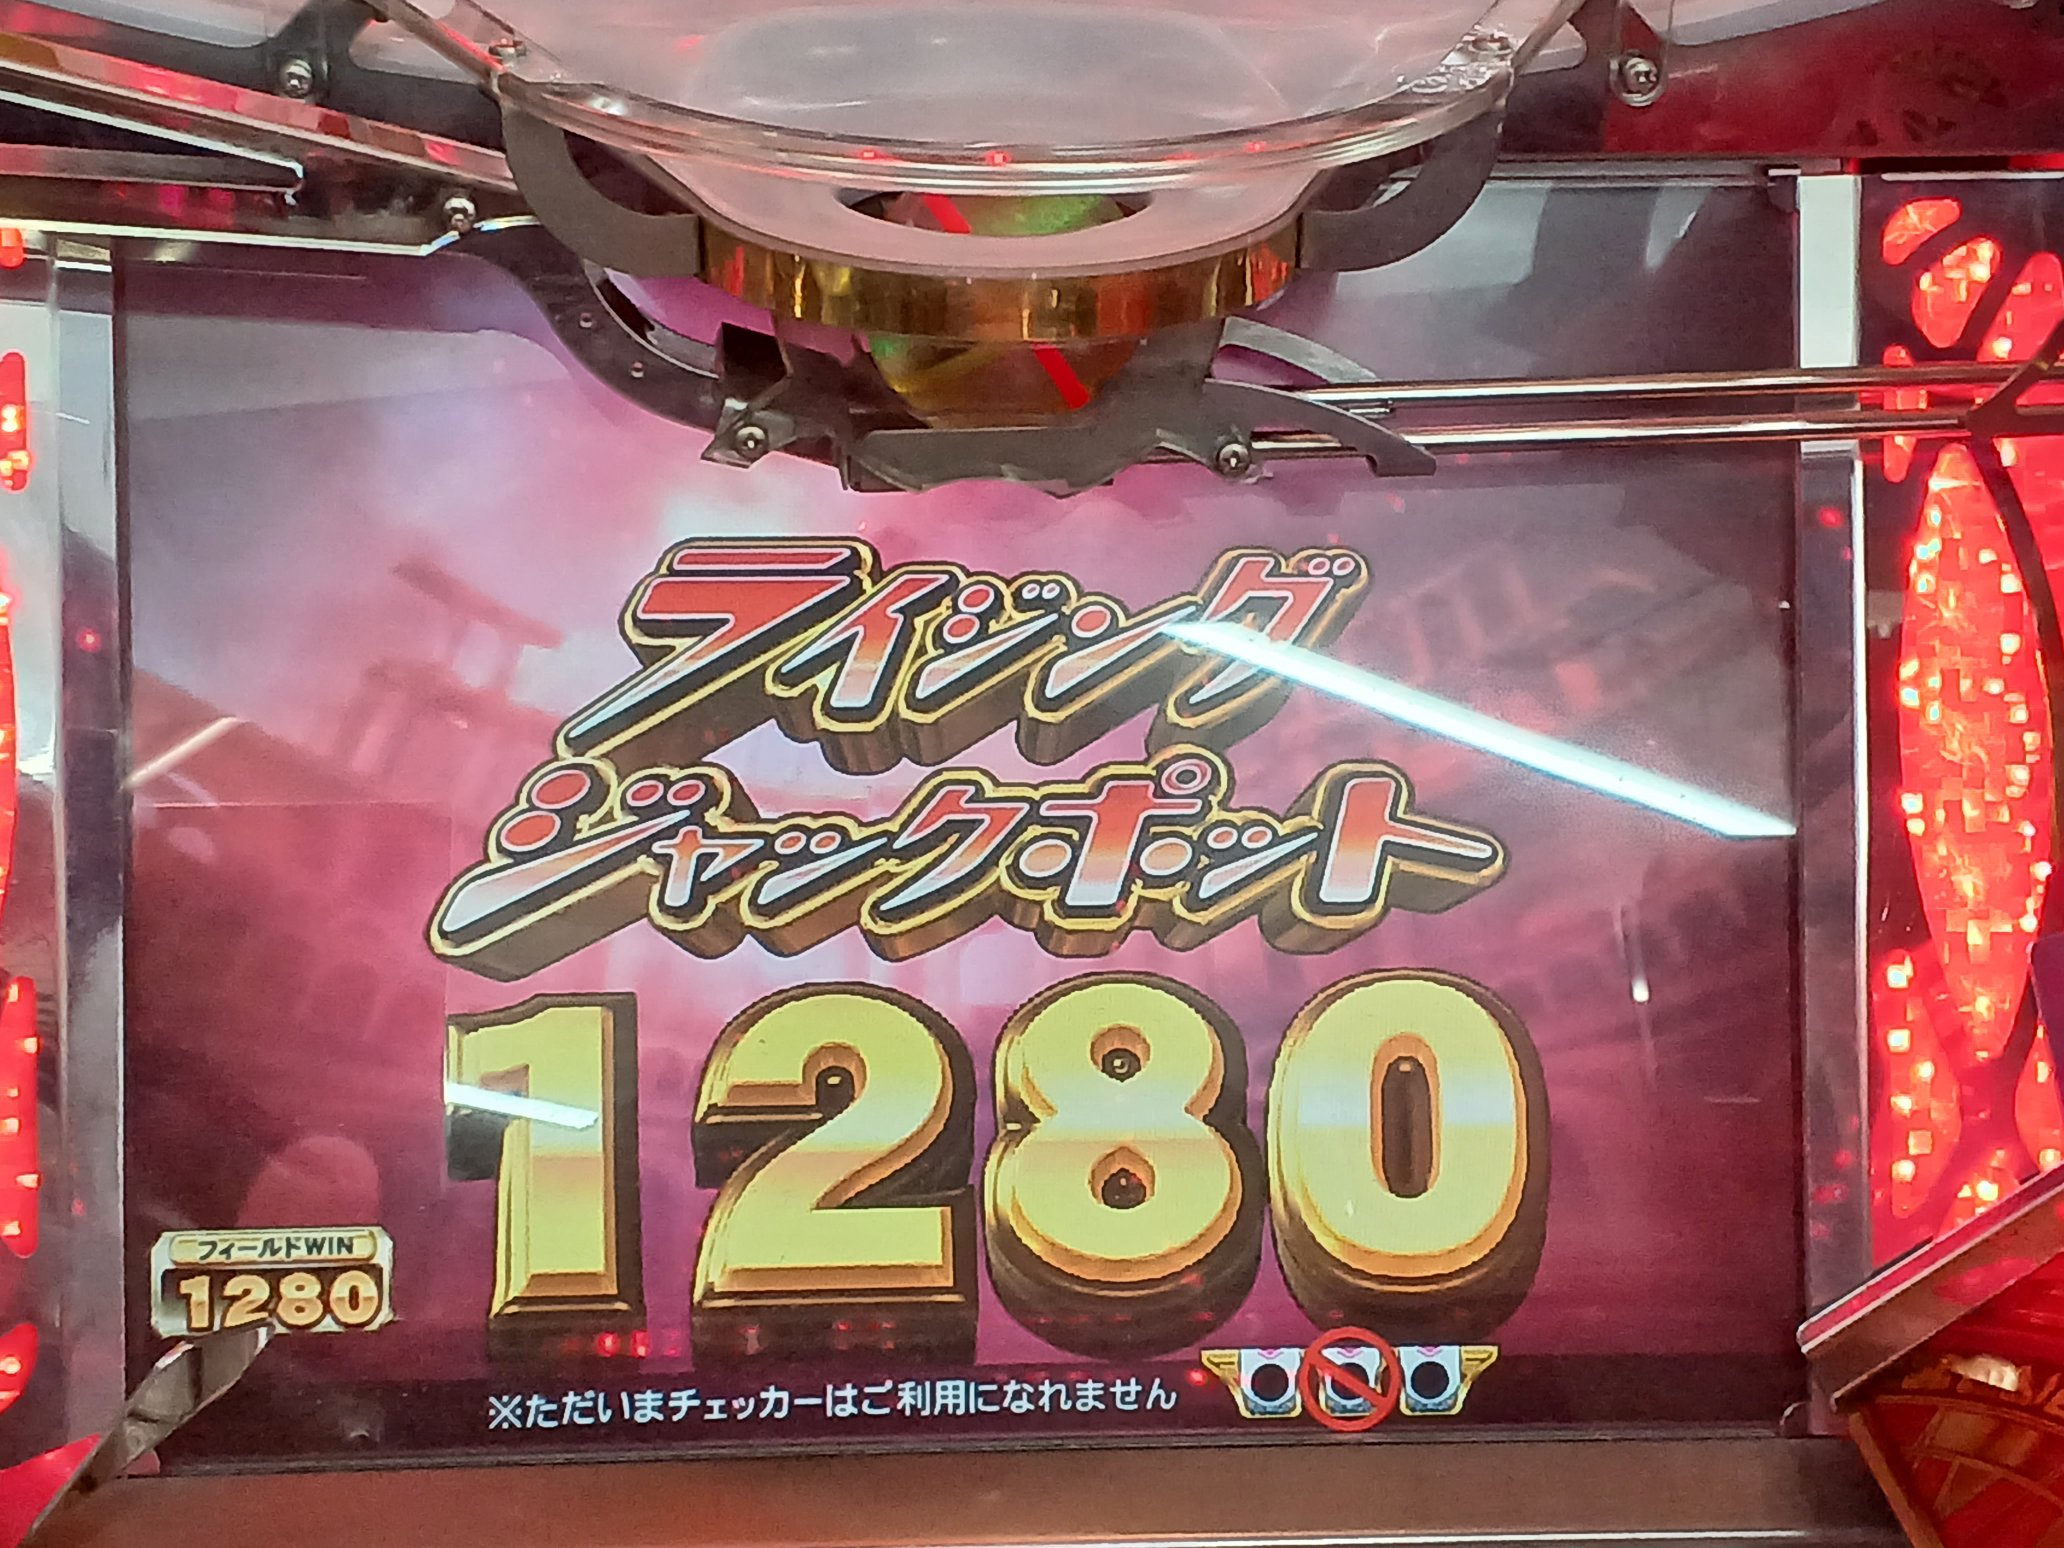 ライジング
ジャックポット
1280
フィールドWIN
1280
※ただいまチェッカーはご利用になれません